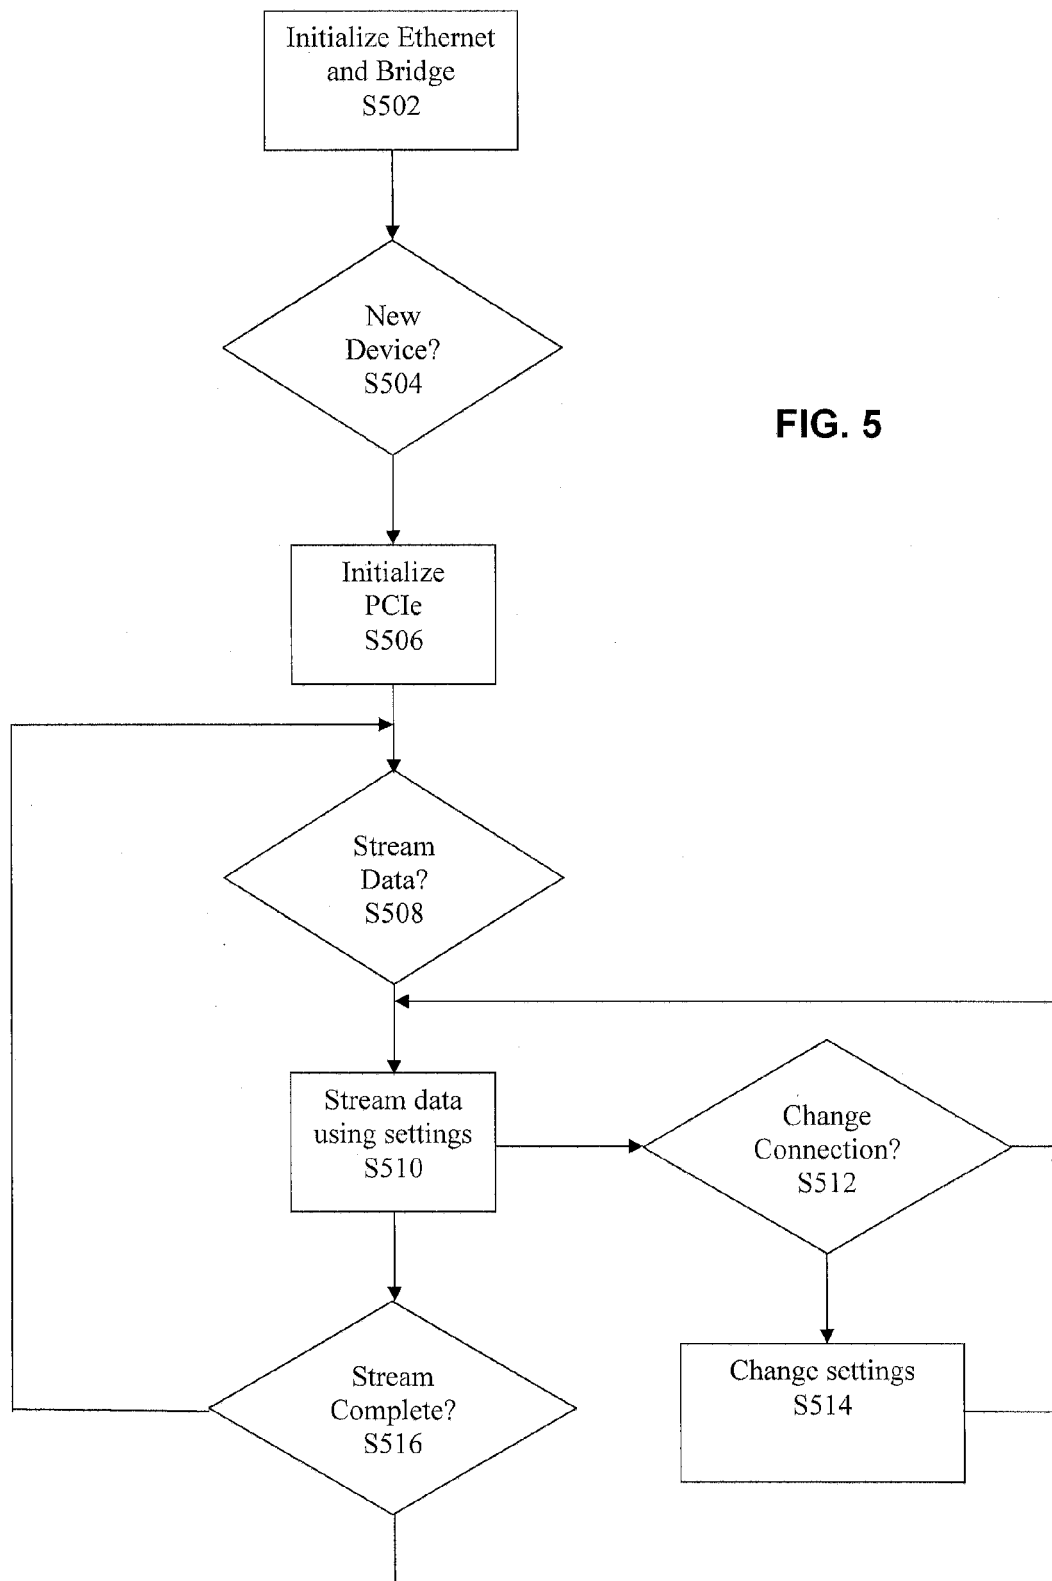 Initialize Ethernet
and Bridge
S502
New
Device?
S504
FIG. 5
Initialize
PCIe
S506
Stream
Data?
S508
Stream data
using settings
S510
Change
Connection?
S512
Stream
Complete?
S516
Change settings
S514